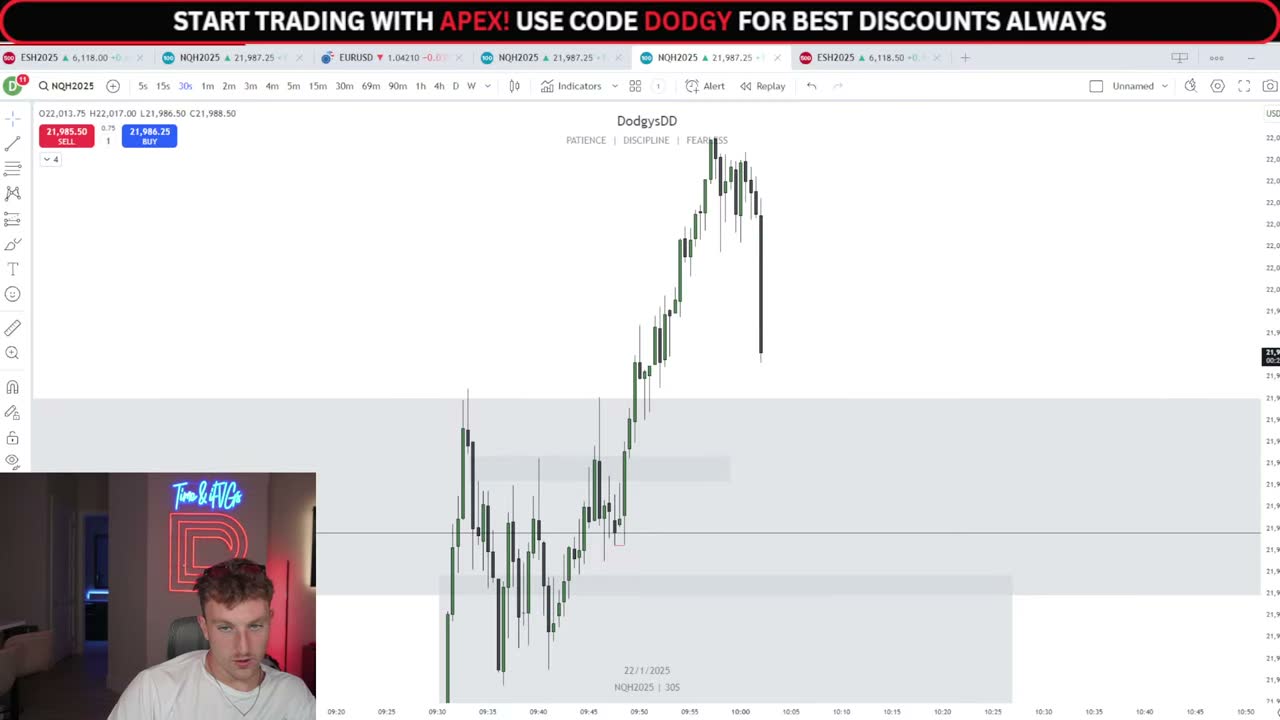 START TRADING WITH APEX! USE CODE DODGY FOR BEST DISCOUNTS ALWAYS
ESH2025 6,118.00
NQH2025 21,987.25
EURUSD 1.04210
NQH2025 21,987.25
NQH2025 21,987.25
ESH2025 6,118.50
NQH2025 5s 15s 30s 1m 2m 3m 4m 5m 15m 30m 69m 90m 1h 4h D W Indicators 1 Alert Replay Unnamed
D 11
O22,013.75 H22,017.00 L21,986.50 C21,988.50
21,985.50 SELL 0.75 1 21,986.25 BUY
4
DodgysDD
PATIENCE | DISCIPLINE | FEARLESS
USD
Time & iFVGs
22/1/2025
NQH2025 | 30S
09:20 09:25 09:30 09:35 09:40 09:45 09:50 09:55 10:00 10:05 10:10 10:15 10:20 10:25 10:30 10:35 10:40 10:45 10:50